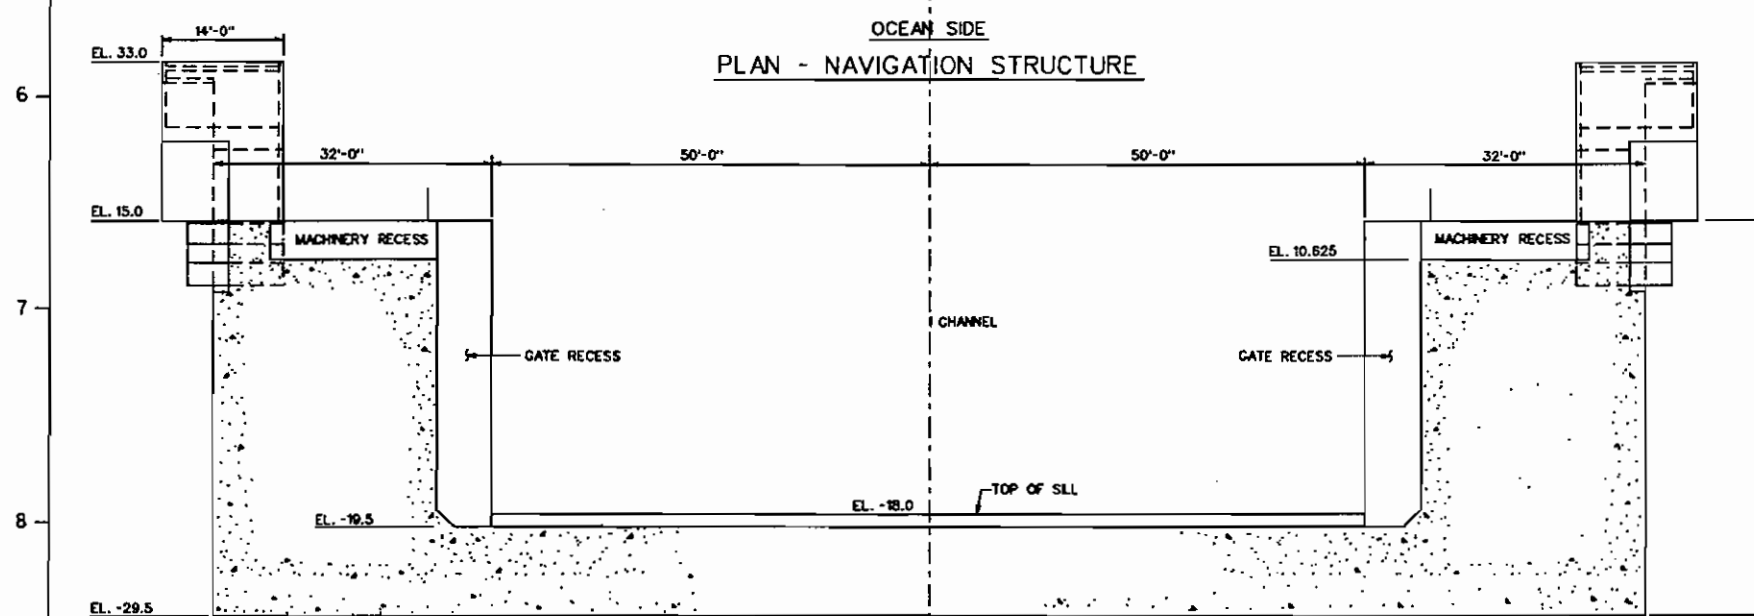 OCEAN SIDE
PLAN - NAVIGATION STRUCTURE
14'-0"
EL. 33.0
6
32'-0"
50'-0"
50'-0"
32'-0"
EL. 15.0
MACHINERY RECESS
MACHINERY RECESS
EL. 10.625
7
CHANNEL
GATE RECESS
GATE RECESS
TOP OF SILL
EL. -18.0
8
EL. -19.5
EL. -29.5